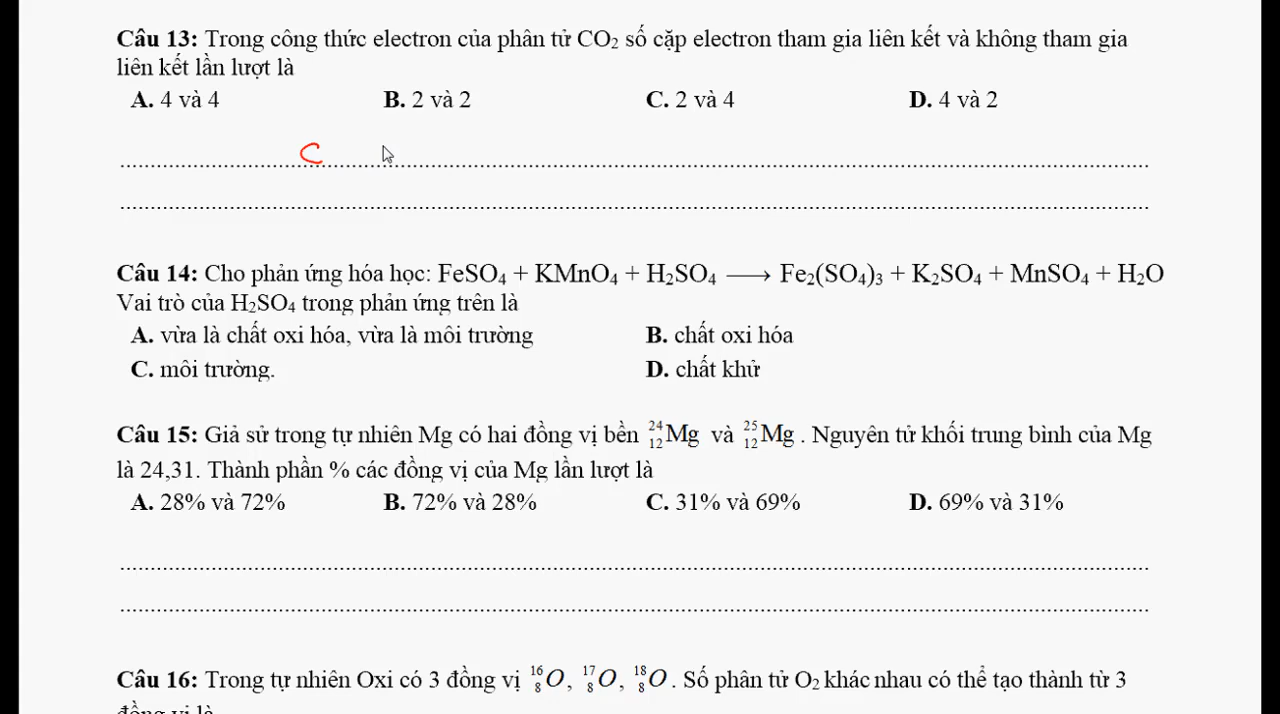 Câu 13: Trong công thức electron của phân tử CO₂ số cặp electron tham gia liên kết và không tham gia
liên kết lần lượt là
A. 4 và 4 B. 2 và 2 C. 2 và 4 D. 4 và 2
C
Câu 14: Cho phản ứng hóa học: FeSO₄ + KMnO₄ + H₂SO₄ ⟶ Fe₂(SO₄)₃ + K₂SO₄ + MnSO₄ + H₂O
Vai trò của H₂SO₄ trong phản ứng trên là
A. vừa là chất oxi hóa, vừa là môi trường B. chất oxi hóa
C. môi trường. D. chất khử
Câu 15: Giả sử trong tự nhiên Mg có hai đồng vị bền ²⁴₁₂Mg và ²⁵₁₂Mg . Nguyên tử khối trung bình của Mg
là 24,31. Thành phần % các đồng vị của Mg lần lượt là
A. 28% và 72% B. 72% và 28% C. 31% và 69% D. 69% và 31%
Câu 16: Trong tự nhiên Oxi có 3 đồng vị ¹⁶₈O, ¹⁷₈O, ¹⁸₈O . Số phân tử O₂ khác nhau có thể tạo thành từ 3
đồng vị là